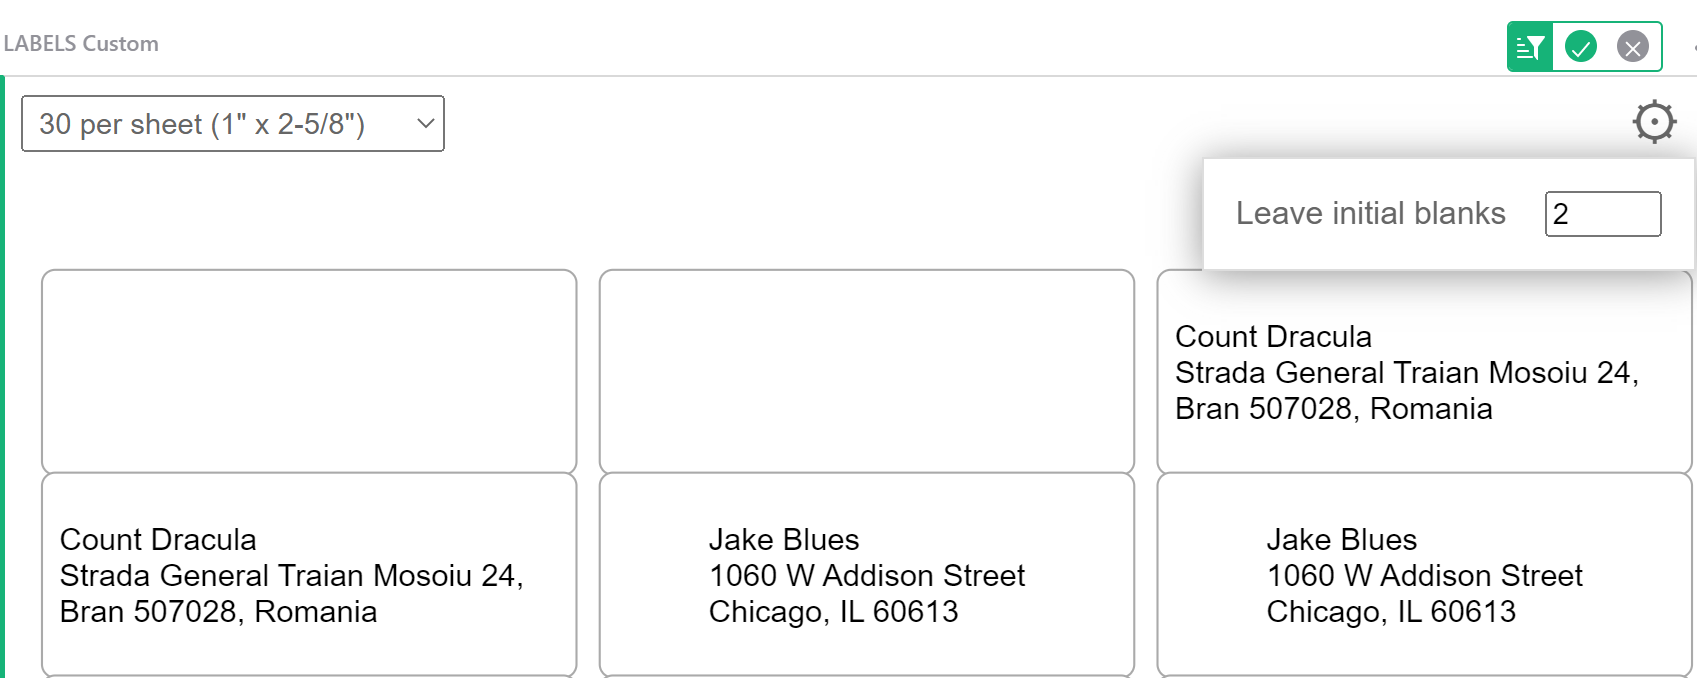 LABELS Custom
30 per sheet (1" x 2-5/8")
Leave initial blanks 2
Count Dracula
Strada General Traian Mosoiu 24,
Bran 507028, Romania
Count Dracula
Strada General Traian Mosoiu 24,
Bran 507028, Romania
Jake Blues
1060 W Addison Street
Chicago, IL 60613
Jake Blues
1060 W Addison Street
Chicago, IL 60613